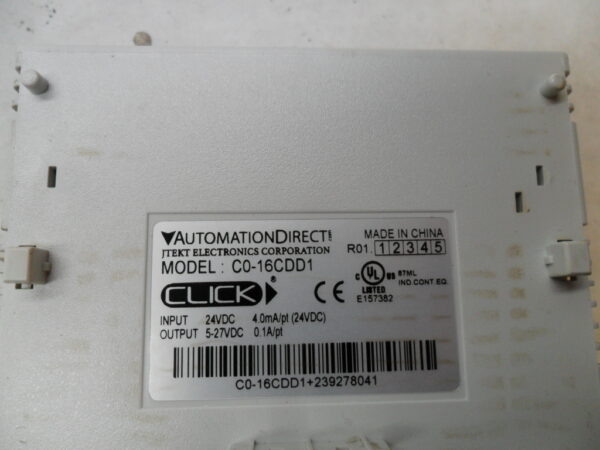 AUTOMATIONDIRECT
JTEKT ELECTRONICS CORPORATION
MODEL : C0-16CDD1
CLICK ®
INPUT 24VDC 4.0mA/pt (24VDC)
OUTPUT 5-27VDC 0.1A/pt
MADE IN CHINA
R01. 1 2 3 4 5
CE
C UL US
LISTED
E157382
87ML
IND.CONT EQ.
C0-16CDD1+239278041